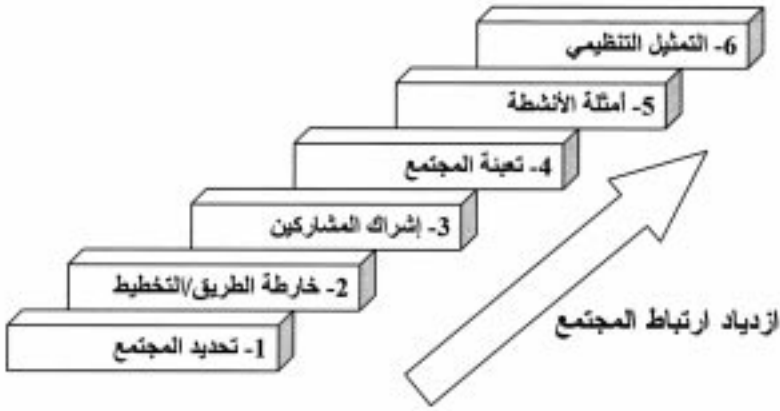 6- التمثيل التنظيمي
5- أمثلة الأنشطة
4- تعبئة المجتمع
3- إشراك المشاركين
2- خارطة الطريق/التخطيط
1- تحديد المجتمع
ازدياد ارتباط المجتمع